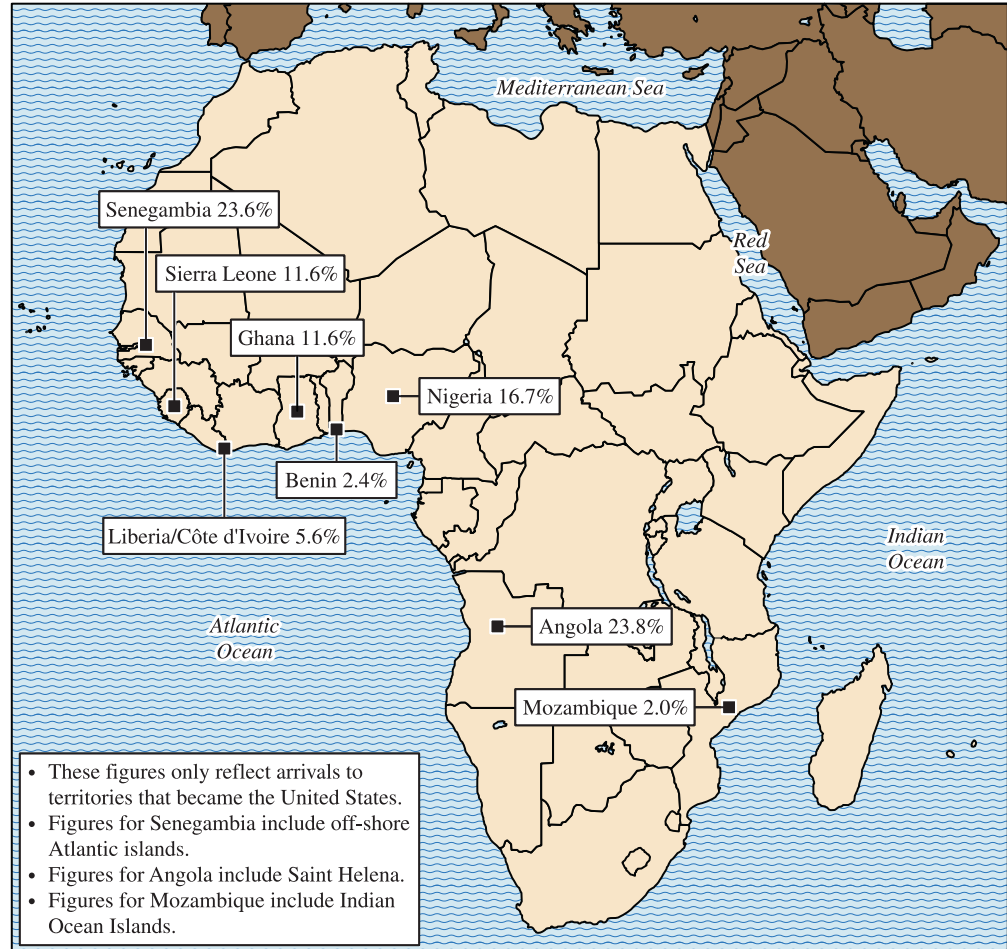 Mediterranean Sea
Senegambia 23.6%
Red
Sea
Sierra Leone 11.6%
Ghana 11.6%
Nigeria 16.7%
Benin 2.4%
Liberia/Côte d'Ivoire 5.6%
Indian
Ocean
Atlantic
Ocean
Angola 23.8%
Mozambique 2.0%
• These figures only reflect arrivals to
territories that became the United States.
• Figures for Senegambia include off-shore
Atlantic islands.
• Figures for Angola include Saint Helena.
• Figures for Mozambique include Indian
Ocean Islands.